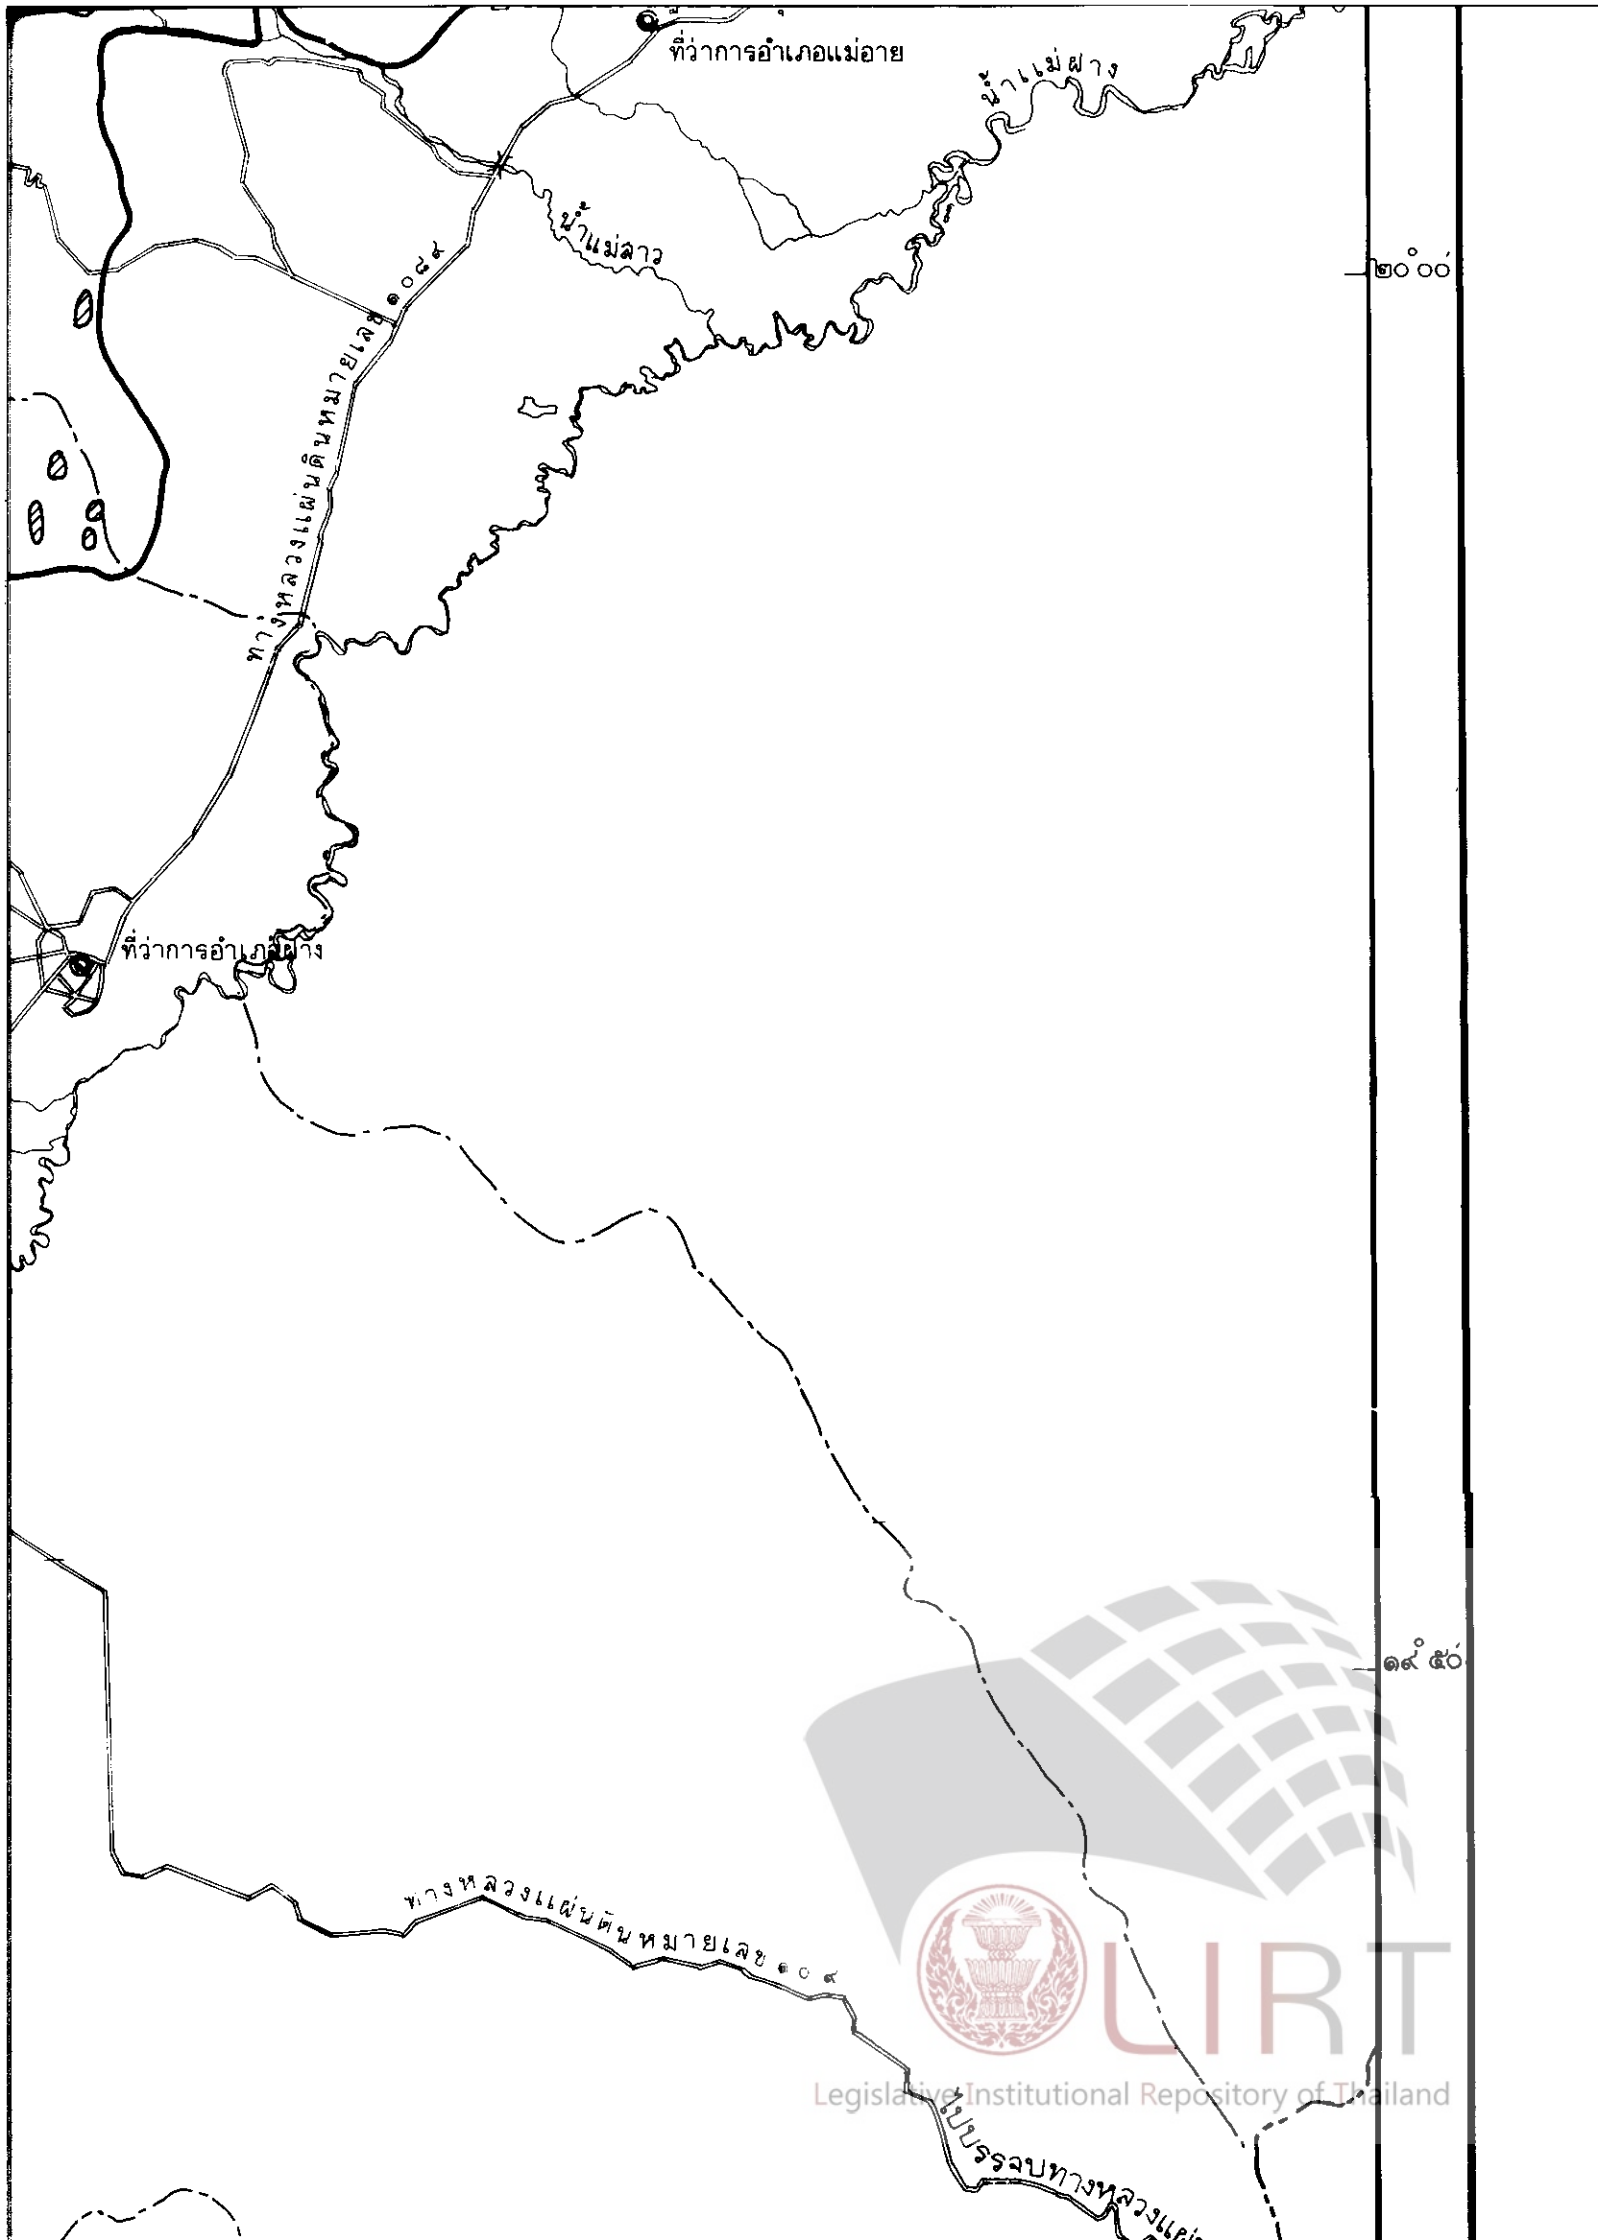 ที่ว่าการอำเภอแม่อาย
น้ำแม่ฝาง
น้ำแม่ลาว
๒๐°๐๐'
ทางหลวงแผ่นดินหมายเลข ๑๐๘๙
ที่ว่าการอำเภอฝาง
๑๙°๕๐'
ทางหลวงแผ่นดินหมายเลข ๑๐๙
LIRT
Legislative Institutional Repository of Thailand
ไปบรรจบทางหลวงแผ่